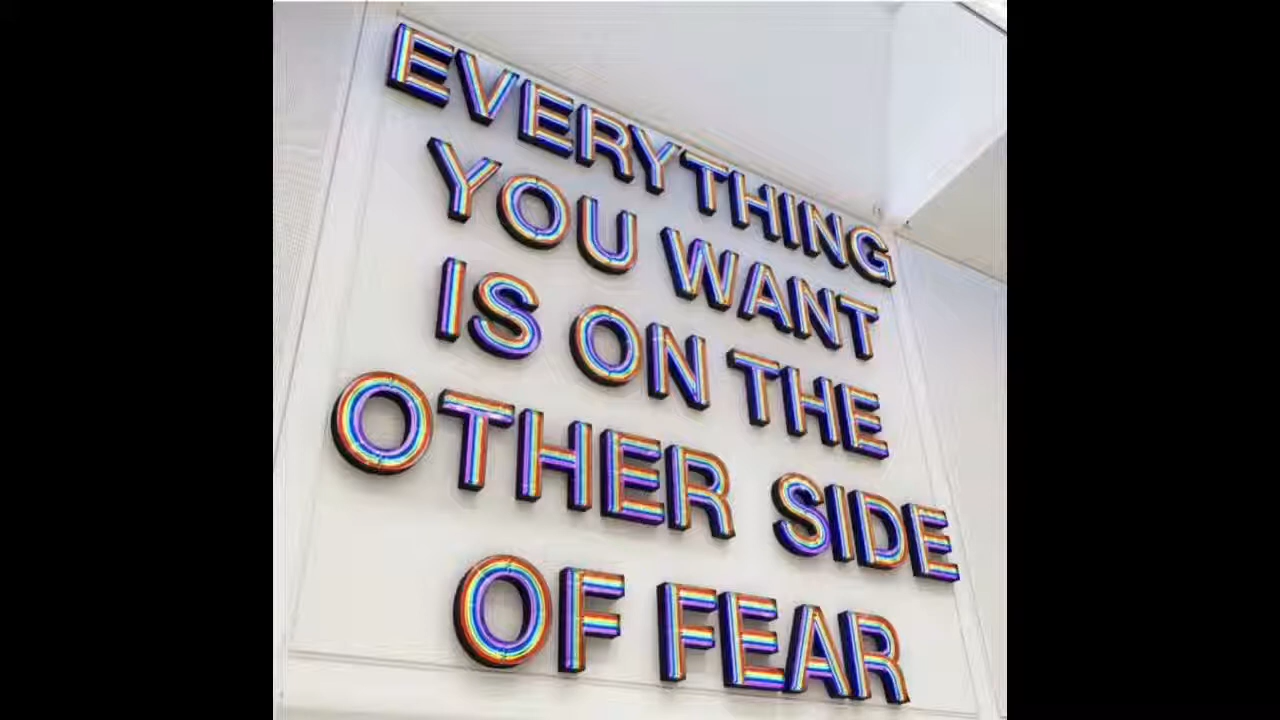 EVERYTHING
YOU WANT
IS ON THE
OTHER SIDE
OF FEAR